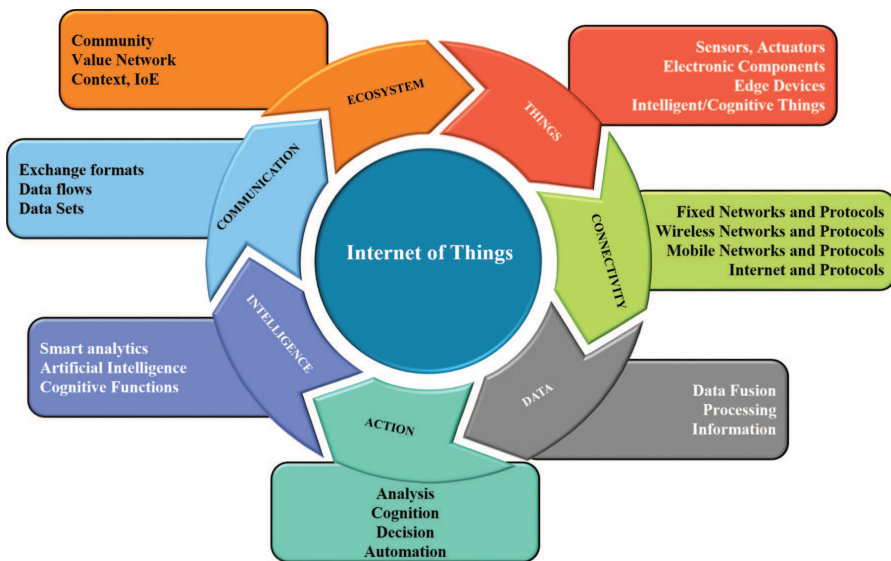 Community
Value Network
Context, IoE
ECOSYSTEM
Sensors, Actuators
Electronic Components
Edge Devices
Intelligent/Cognitive Things
THINGS
Exchange formats
Data flows
Data Sets
COMMUNICATION
Fixed Networks and Protocols
Wireless Networks and Protocols
Mobile Networks and Protocols
Internet and Protocols
CONNECTIVITY
Internet of Things
Smart analytics
Artificial Intelligence
Cognitive Functions
INTELLIGENCE
Data Fusion
Processing
Information
DATA
ACTION
Analysis
Cognition
Decision
Automation